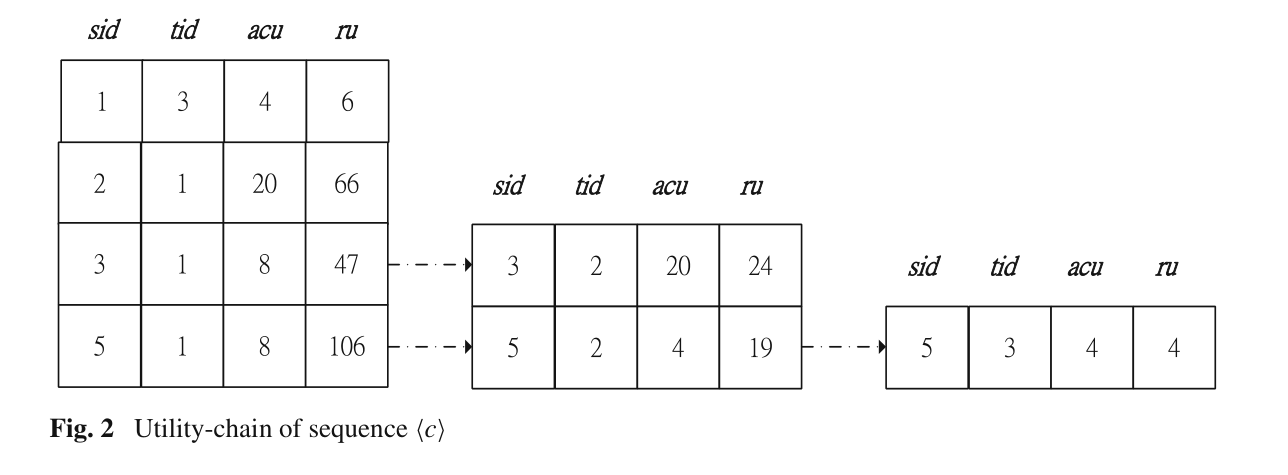 sid tid acu ru
1 3 4 6
2 1 20 66
3 1 8 47
5 1 8 106
sid tid acu ru
3 2 20 24
5 2 4 19
sid tid acu ru
5 3 4 4
Fig. 2 Utility-chain of sequence ⟨c⟩